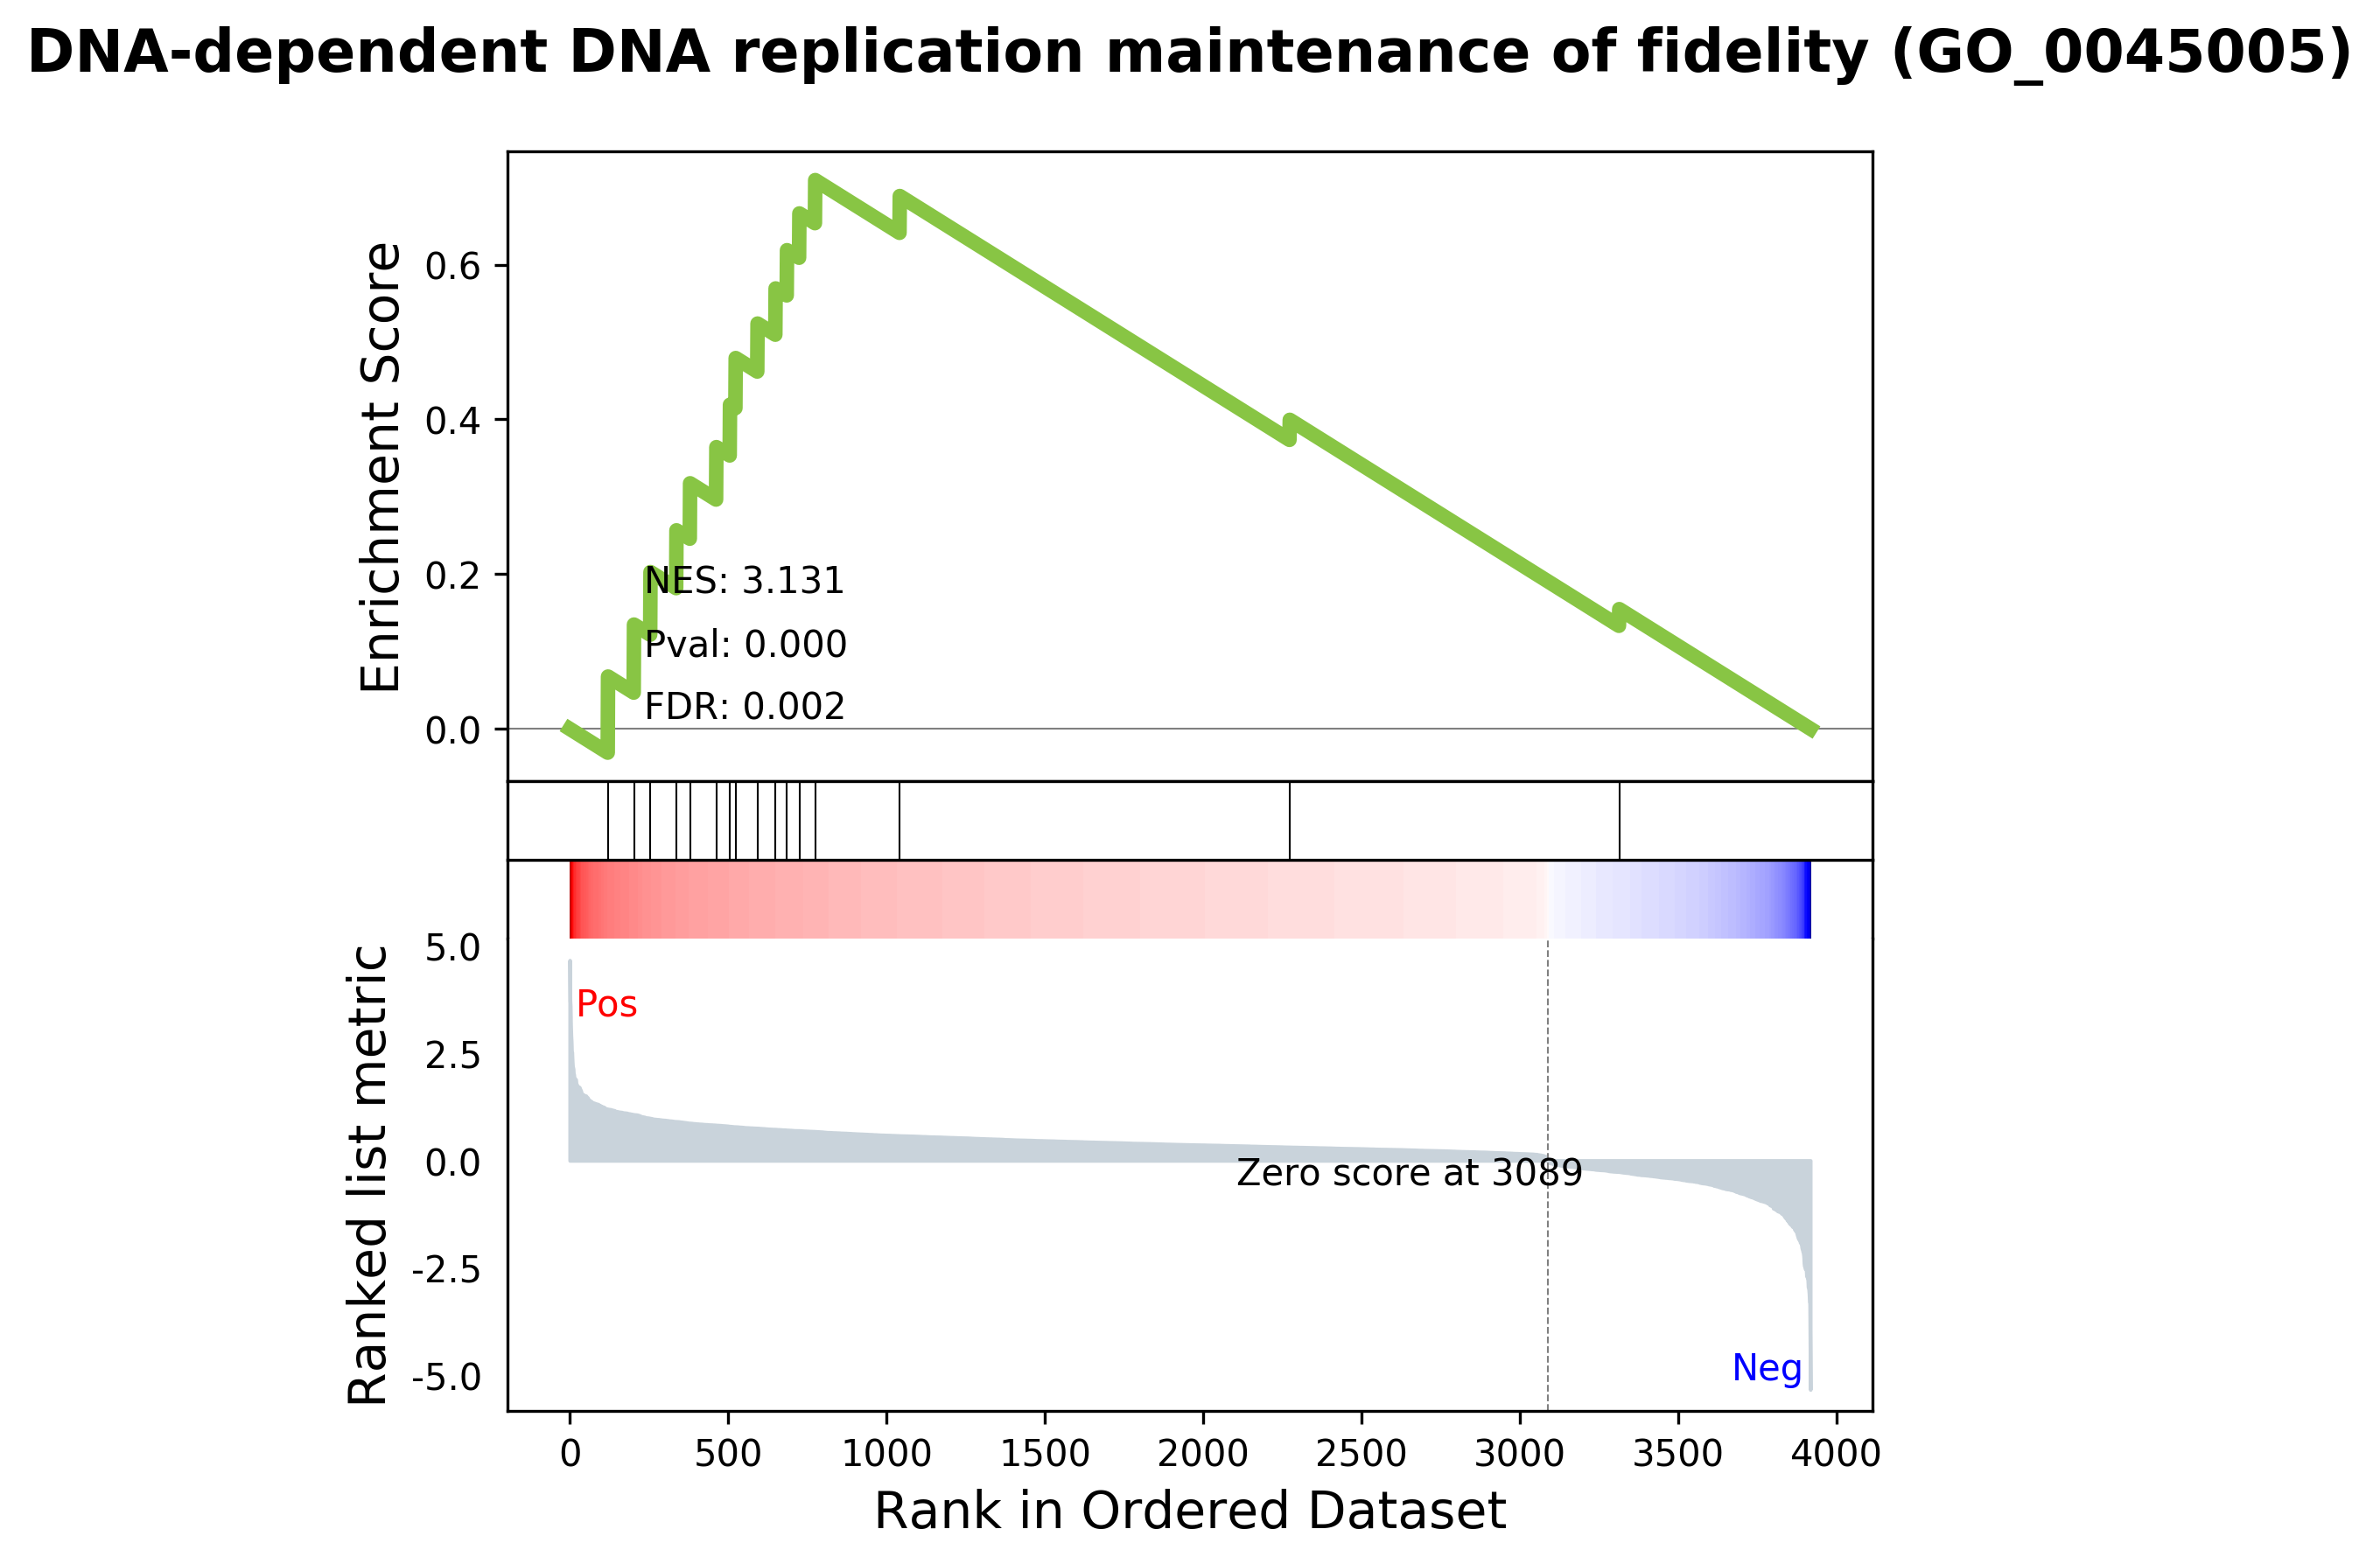 DNA-dependent DNA replication maintenance of fidelity (GO_0045005)
Enrichment Score
0.6
0.4
0.2
0.0
NES: 3.131
Pval: 0.000
FDR: 0.002
Ranked list metric
5.0
2.5
0.0
-2.5
-5.0
Pos
Zero score at 3089
Neg
0 500 1000 1500 2000 2500 3000 3500 4000
Rank in Ordered Dataset